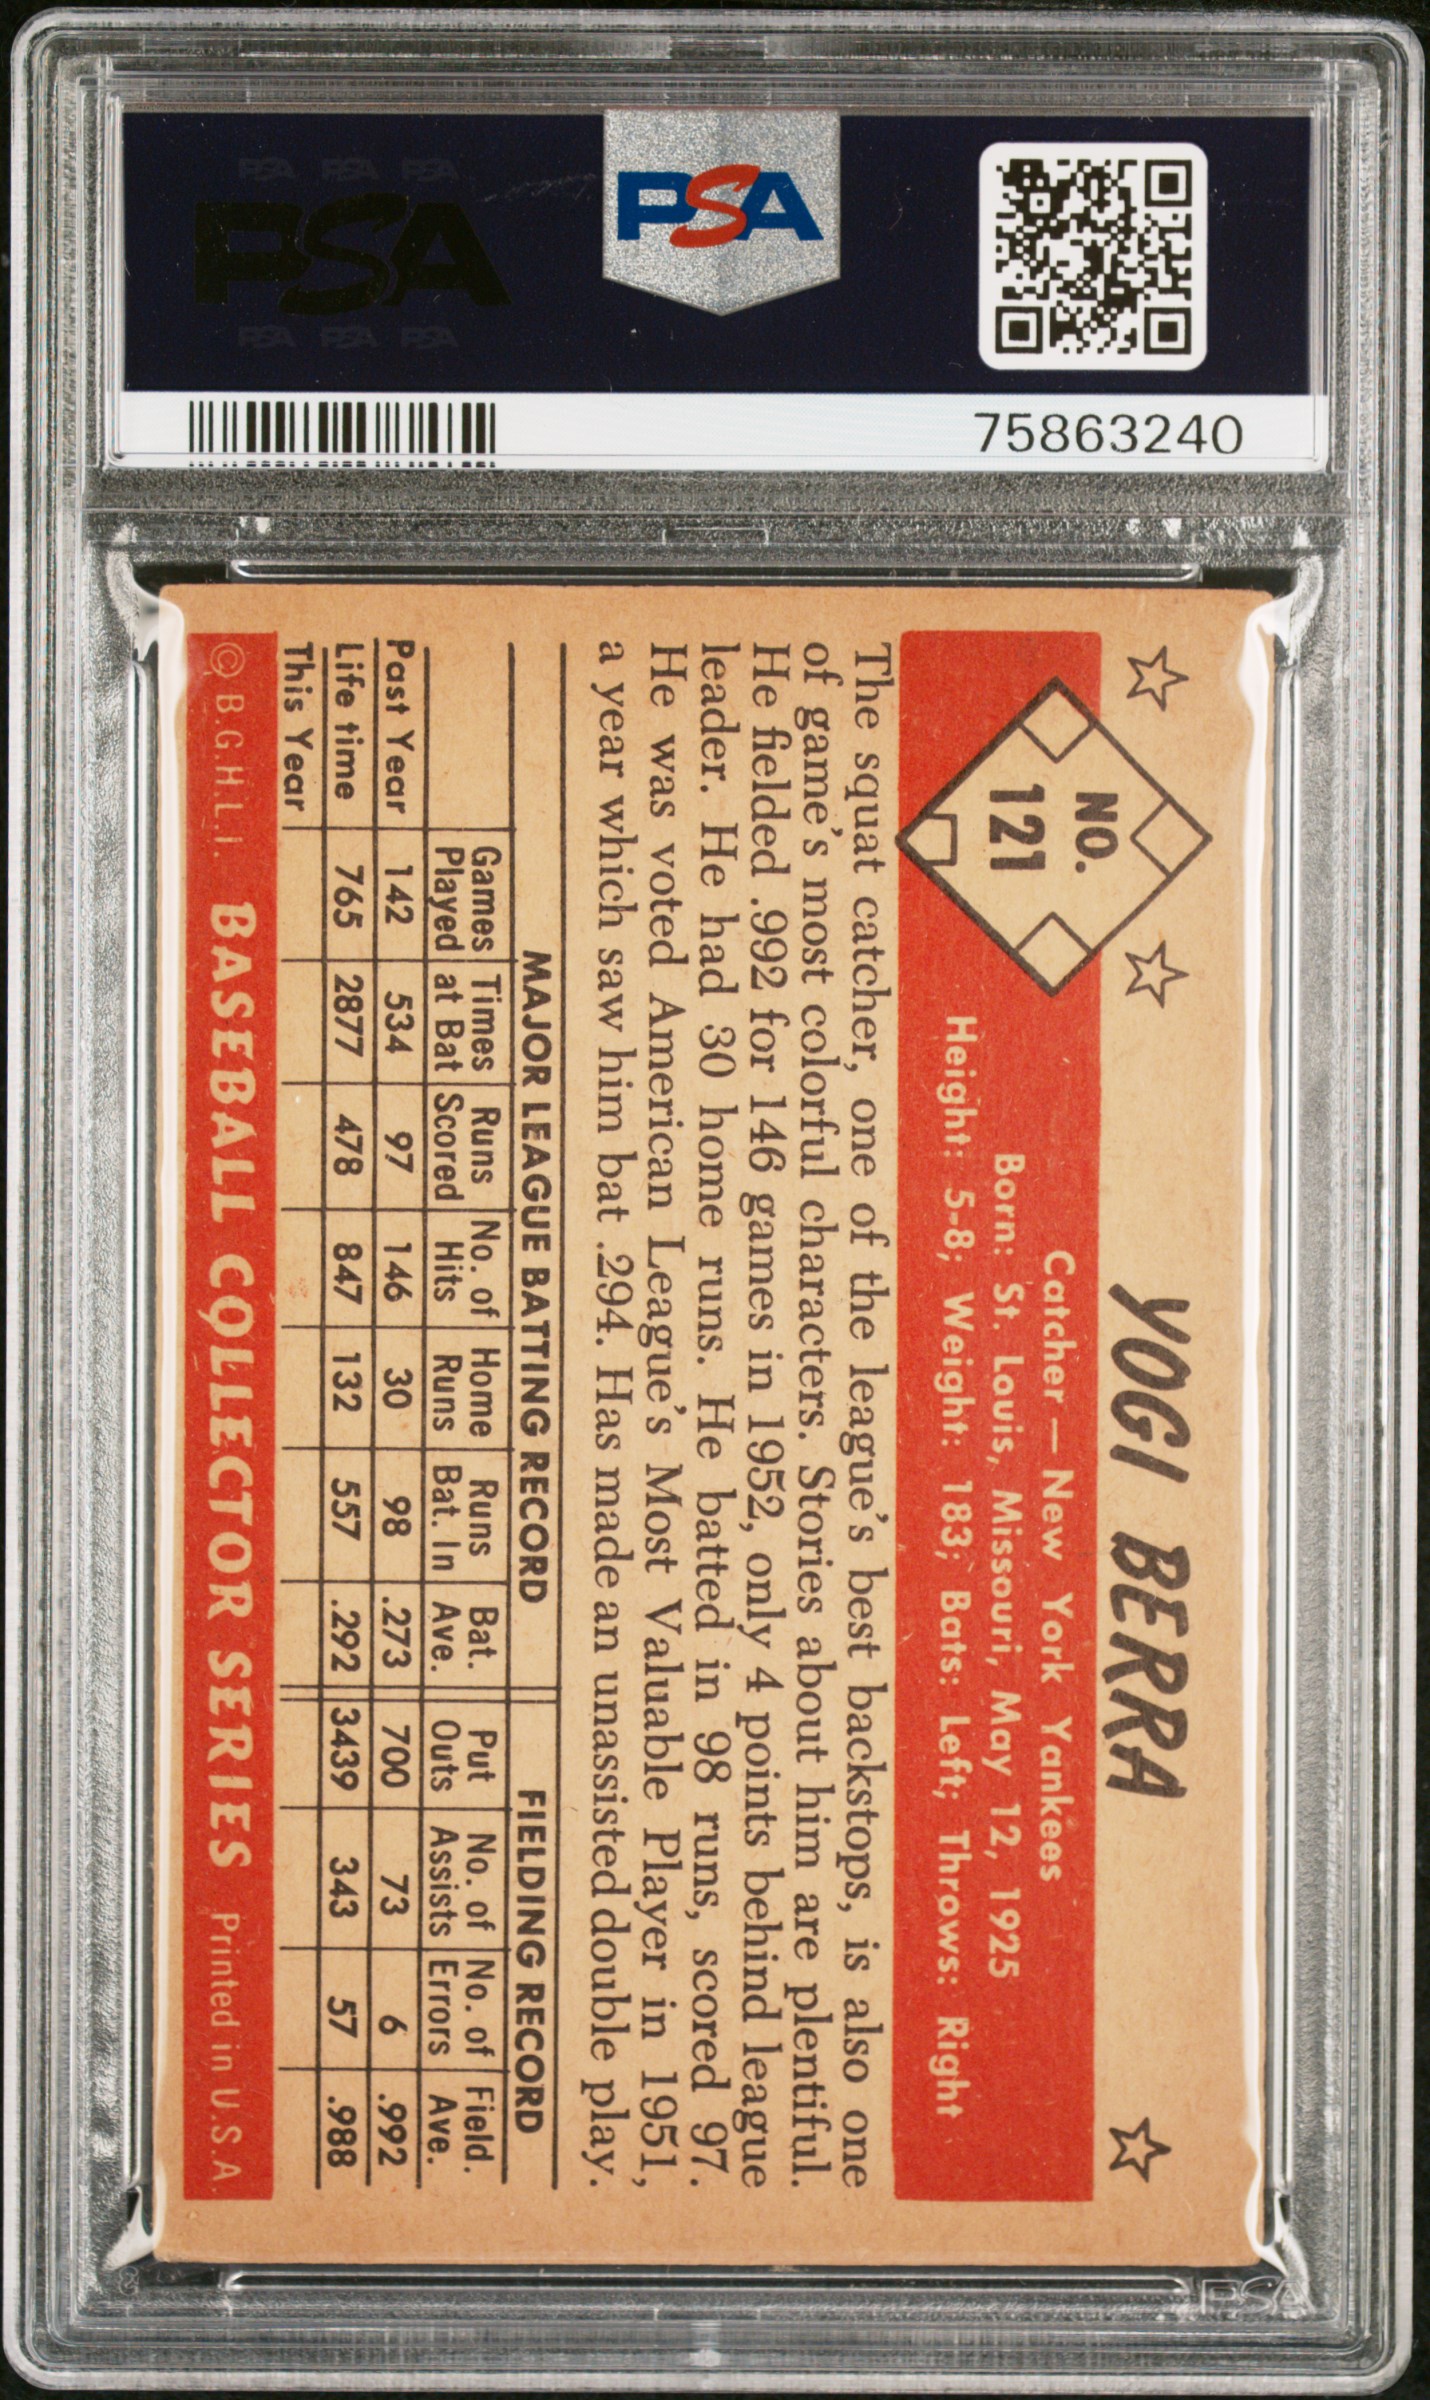 PSA PSA PSA
PSA
PSA PSA PSA
PSA
75863240
NO.
121
YOGI BERRA
Catcher — New York Yankees
Born: St. Louis, Missouri, May 12, 1925
Height: 5-8; Weight: 183; Bats: Left; Throws: Right
The squat catcher, one of the league's best backstops, is also one
of game's most colorful characters. Stories about him are plentiful.
He fielded .992 for 146 games in 1952, only 4 points behind league
leader. He had 30 home runs. He batted in 98 runs, scored 97.
He was voted American League's Most Valuable Player in 1951,
a year which saw him bat .294. Has made an unassisted double play.
MAJOR LEAGUE BATTING RECORD FIELDING RECORD
Games Times Runs No. of Home Runs Bat. Put No. of No. of Field.
Played at Bat Scored Hits Runs Bat. In Ave. Outs Assists Errors Ave.
Past Year 142 534 97 146 30 98 .273 700 73 6 .992
Life time 765 2877 478 847 132 557 .292 3439 343 57 .988
This Year
© B.G.H.L.I. BASEBALL COLLECTOR SERIES Printed in U.S.A.
PSA